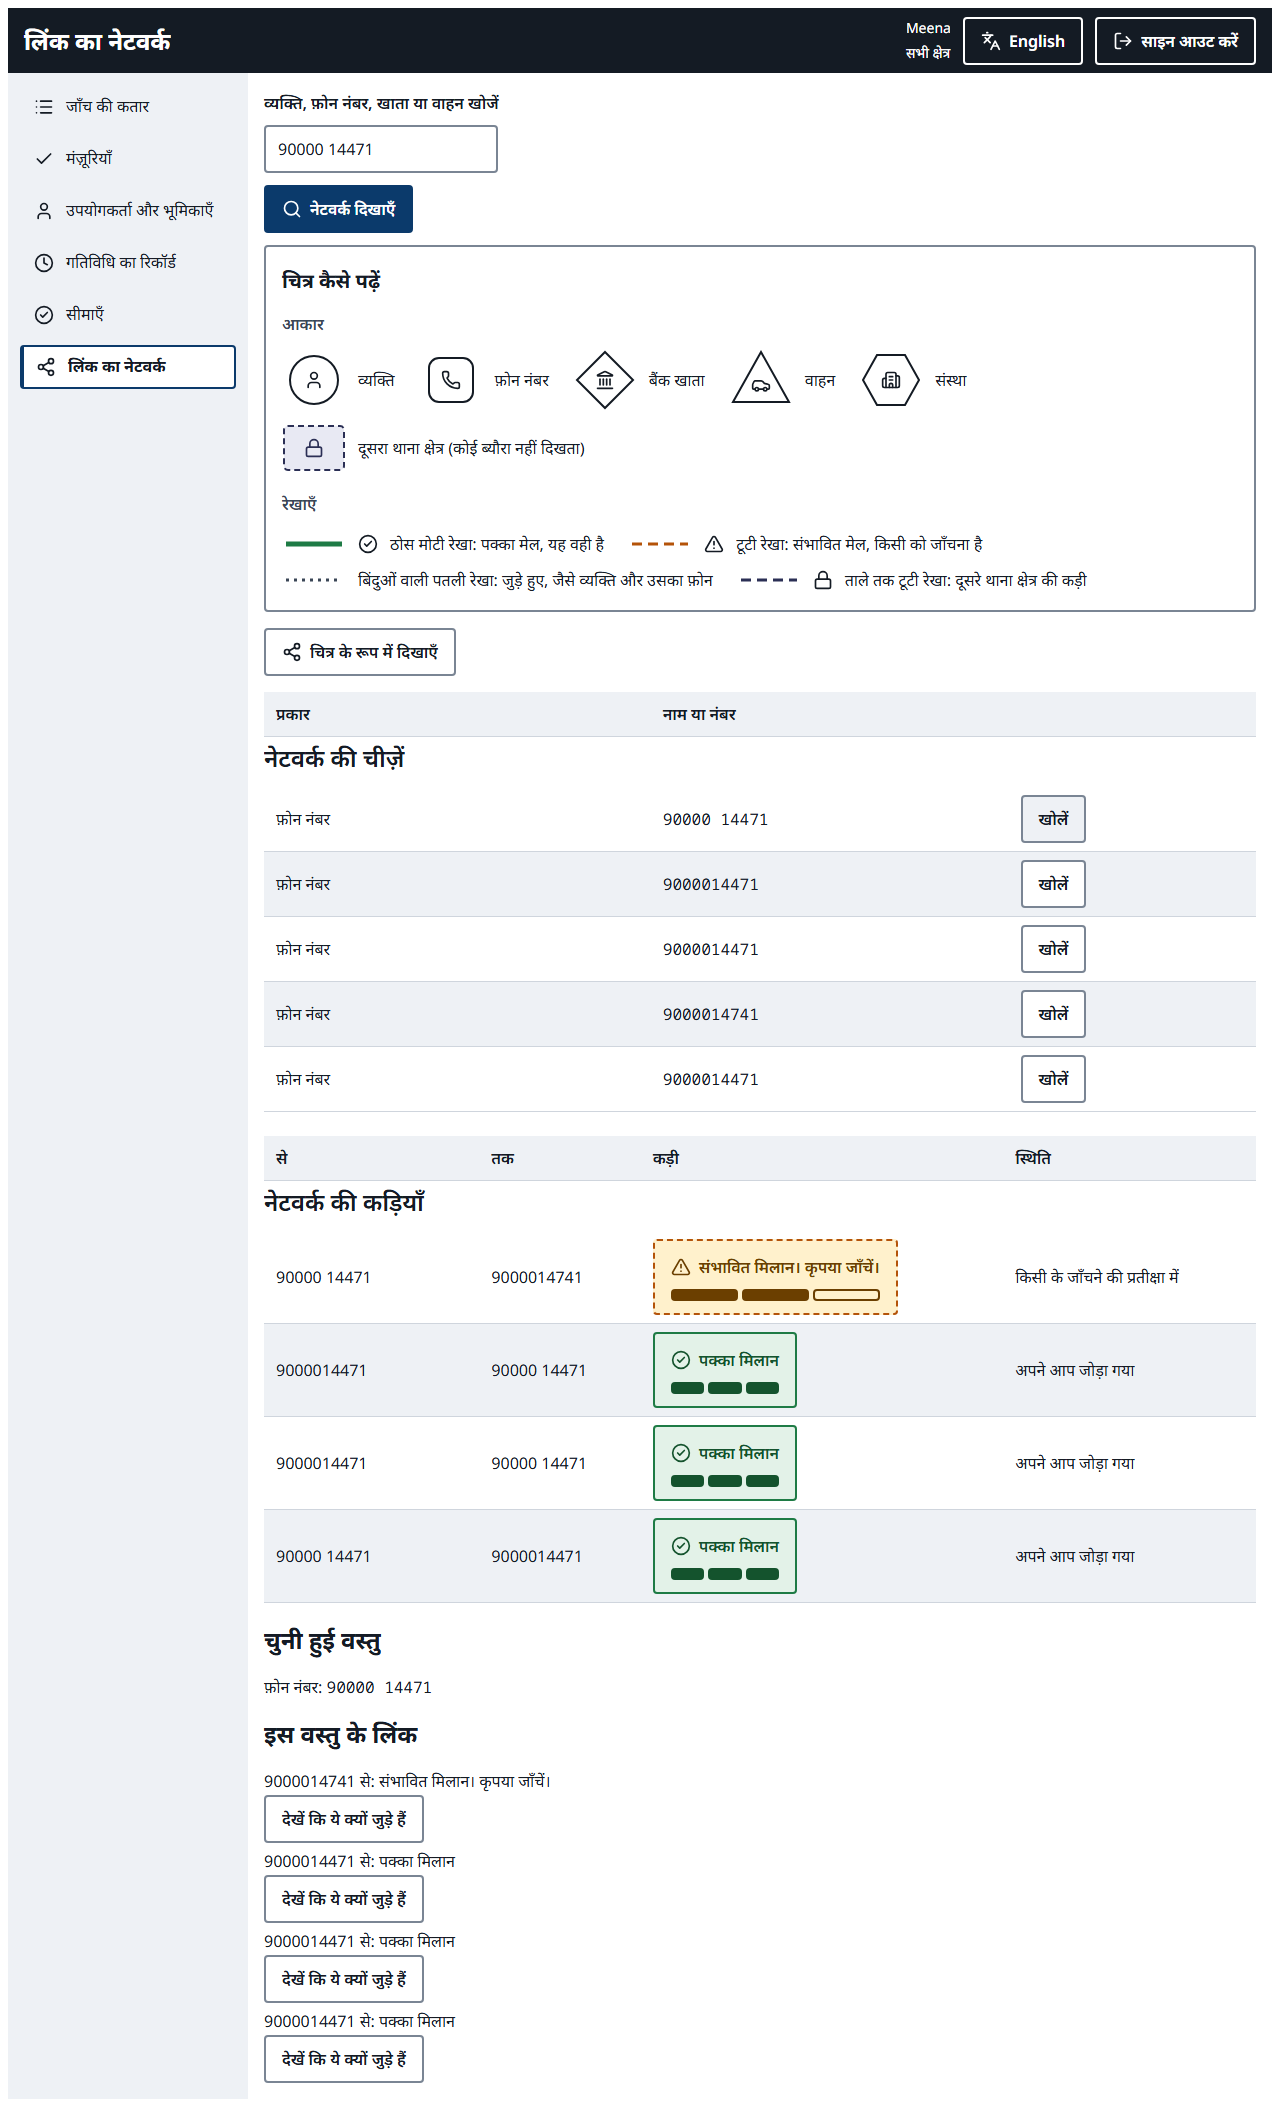 लिंक का नेटवर्क
Meena
सभी क्षेत्र
English
साइन आउट करें
जाँच की कतार
मंज़ूरियाँ
उपयोगकर्ता और भूमिकाएँ
गतिविधि का रिकॉर्ड
सीमाएँ
लिंक का नेटवर्क
व्यक्ति, फ़ोन नंबर, खाता या वाहन खोजें
90000 14471
नेटवर्क दिखाएँ
चित्र कैसे पढ़ें
आकार
व्यक्ति फ़ोन नंबर बैंक खाता वाहन संस्था
दूसरा थाना क्षेत्र (कोई ब्यौरा नहीं दिखता)
रेखाएँ
ठोस मोटी रेखा: पक्का मेल, यह वही है टूटी रेखा: संभावित मेल, किसी को जाँचना है
बिंदुओं वाली पतली रेखा: जुड़े हुए, जैसे व्यक्ति और उसका फ़ोन ताले तक टूटी रेखा: दूसरे थाना क्षेत्र की कड़ी
चित्र के रूप में दिखाएँ
प्रकार नाम या नंबर
नेटवर्क की चीज़ें
फ़ोन नंबर 90000 14471 खोलें
फ़ोन नंबर 9000014471 खोलें
फ़ोन नंबर 9000014471 खोलें
फ़ोन नंबर 9000014741 खोलें
फ़ोन नंबर 9000014471 खोलें
से तक कड़ी स्थिति
नेटवर्क की कड़ियाँ
90000 14471 9000014741 संभावित मिलान। कृपया जाँचें। किसी के जाँचने की प्रतीक्षा में
9000014471 90000 14471 पक्का मिलान अपने आप जोड़ा गया
9000014471 90000 14471 पक्का मिलान अपने आप जोड़ा गया
90000 14471 9000014471 पक्का मिलान अपने आप जोड़ा गया
चुनी हुई वस्तु
फ़ोन नंबर: 90000 14471
इस वस्तु के लिंक
9000014741 से: संभावित मिलान। कृपया जाँचें।
देखें कि ये क्यों जुड़े हैं
9000014471 से: पक्का मिलान
देखें कि ये क्यों जुड़े हैं
9000014471 से: पक्का मिलान
देखें कि ये क्यों जुड़े हैं
9000014471 से: पक्का मिलान
देखें कि ये क्यों जुड़े हैं